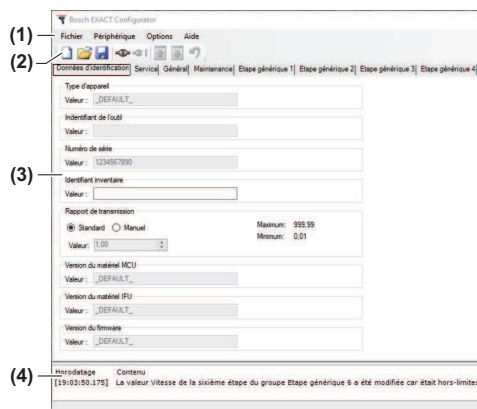 Bosch EXACT Configurator
(1) Fichier Périphérique Options Aide
(2)
Données d'identification Service Général Maintenance Etape générique 1 Etape générique 2 Etape générique 3 Etape générique 4
Type d'appareil
Valeur : _DEFAULT_
Indentifiant de l'outil
Valeur :
Numéro de série
Valeur : 1234567890
(3) Identifiant inventaire
Valeur :
Rapport de transmission
Standard Manuel Maximum: 999,99
Minimum: 0,01
Valeur: 1,00
Version du matériel MCU
Valeur : _DEFAULT_
Version du matériel IFU
Valeur : _DEFAULT_
Version du firmware
Valeur : _DEFAULT_
(4) Horodatage Contenu
[19:03:50.175] La valeur Vitesse de la sixième étape du groupe Etape générique 6 a été modifiée car était hors-limites